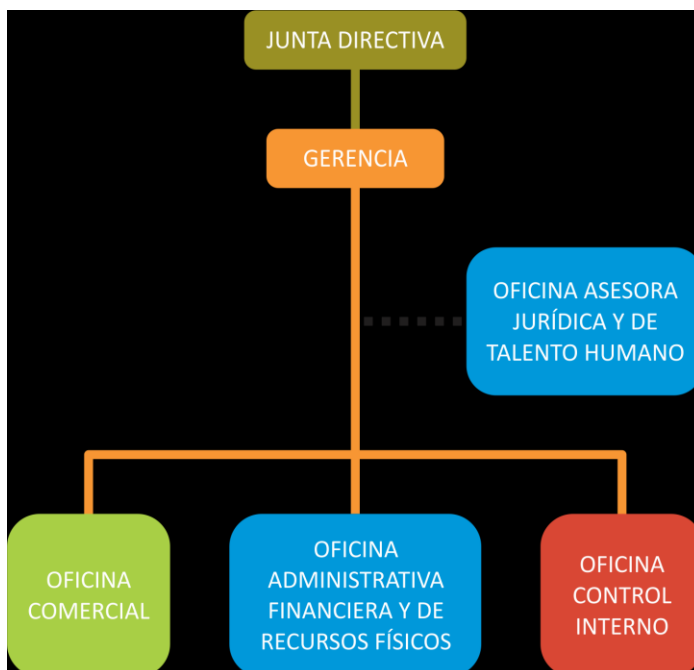 JUNTA DIRECTIVA
GERENCIA
OFICINA ASESORA
JURÍDICA Y DE
TALENTO HUMANO
OFICINA
COMERCIAL
OFICINA
ADMINISTRATIVA
FINANCIERA Y DE
RECURSOS FÍSICOS
OFICINA
CONTROL
INTERNO